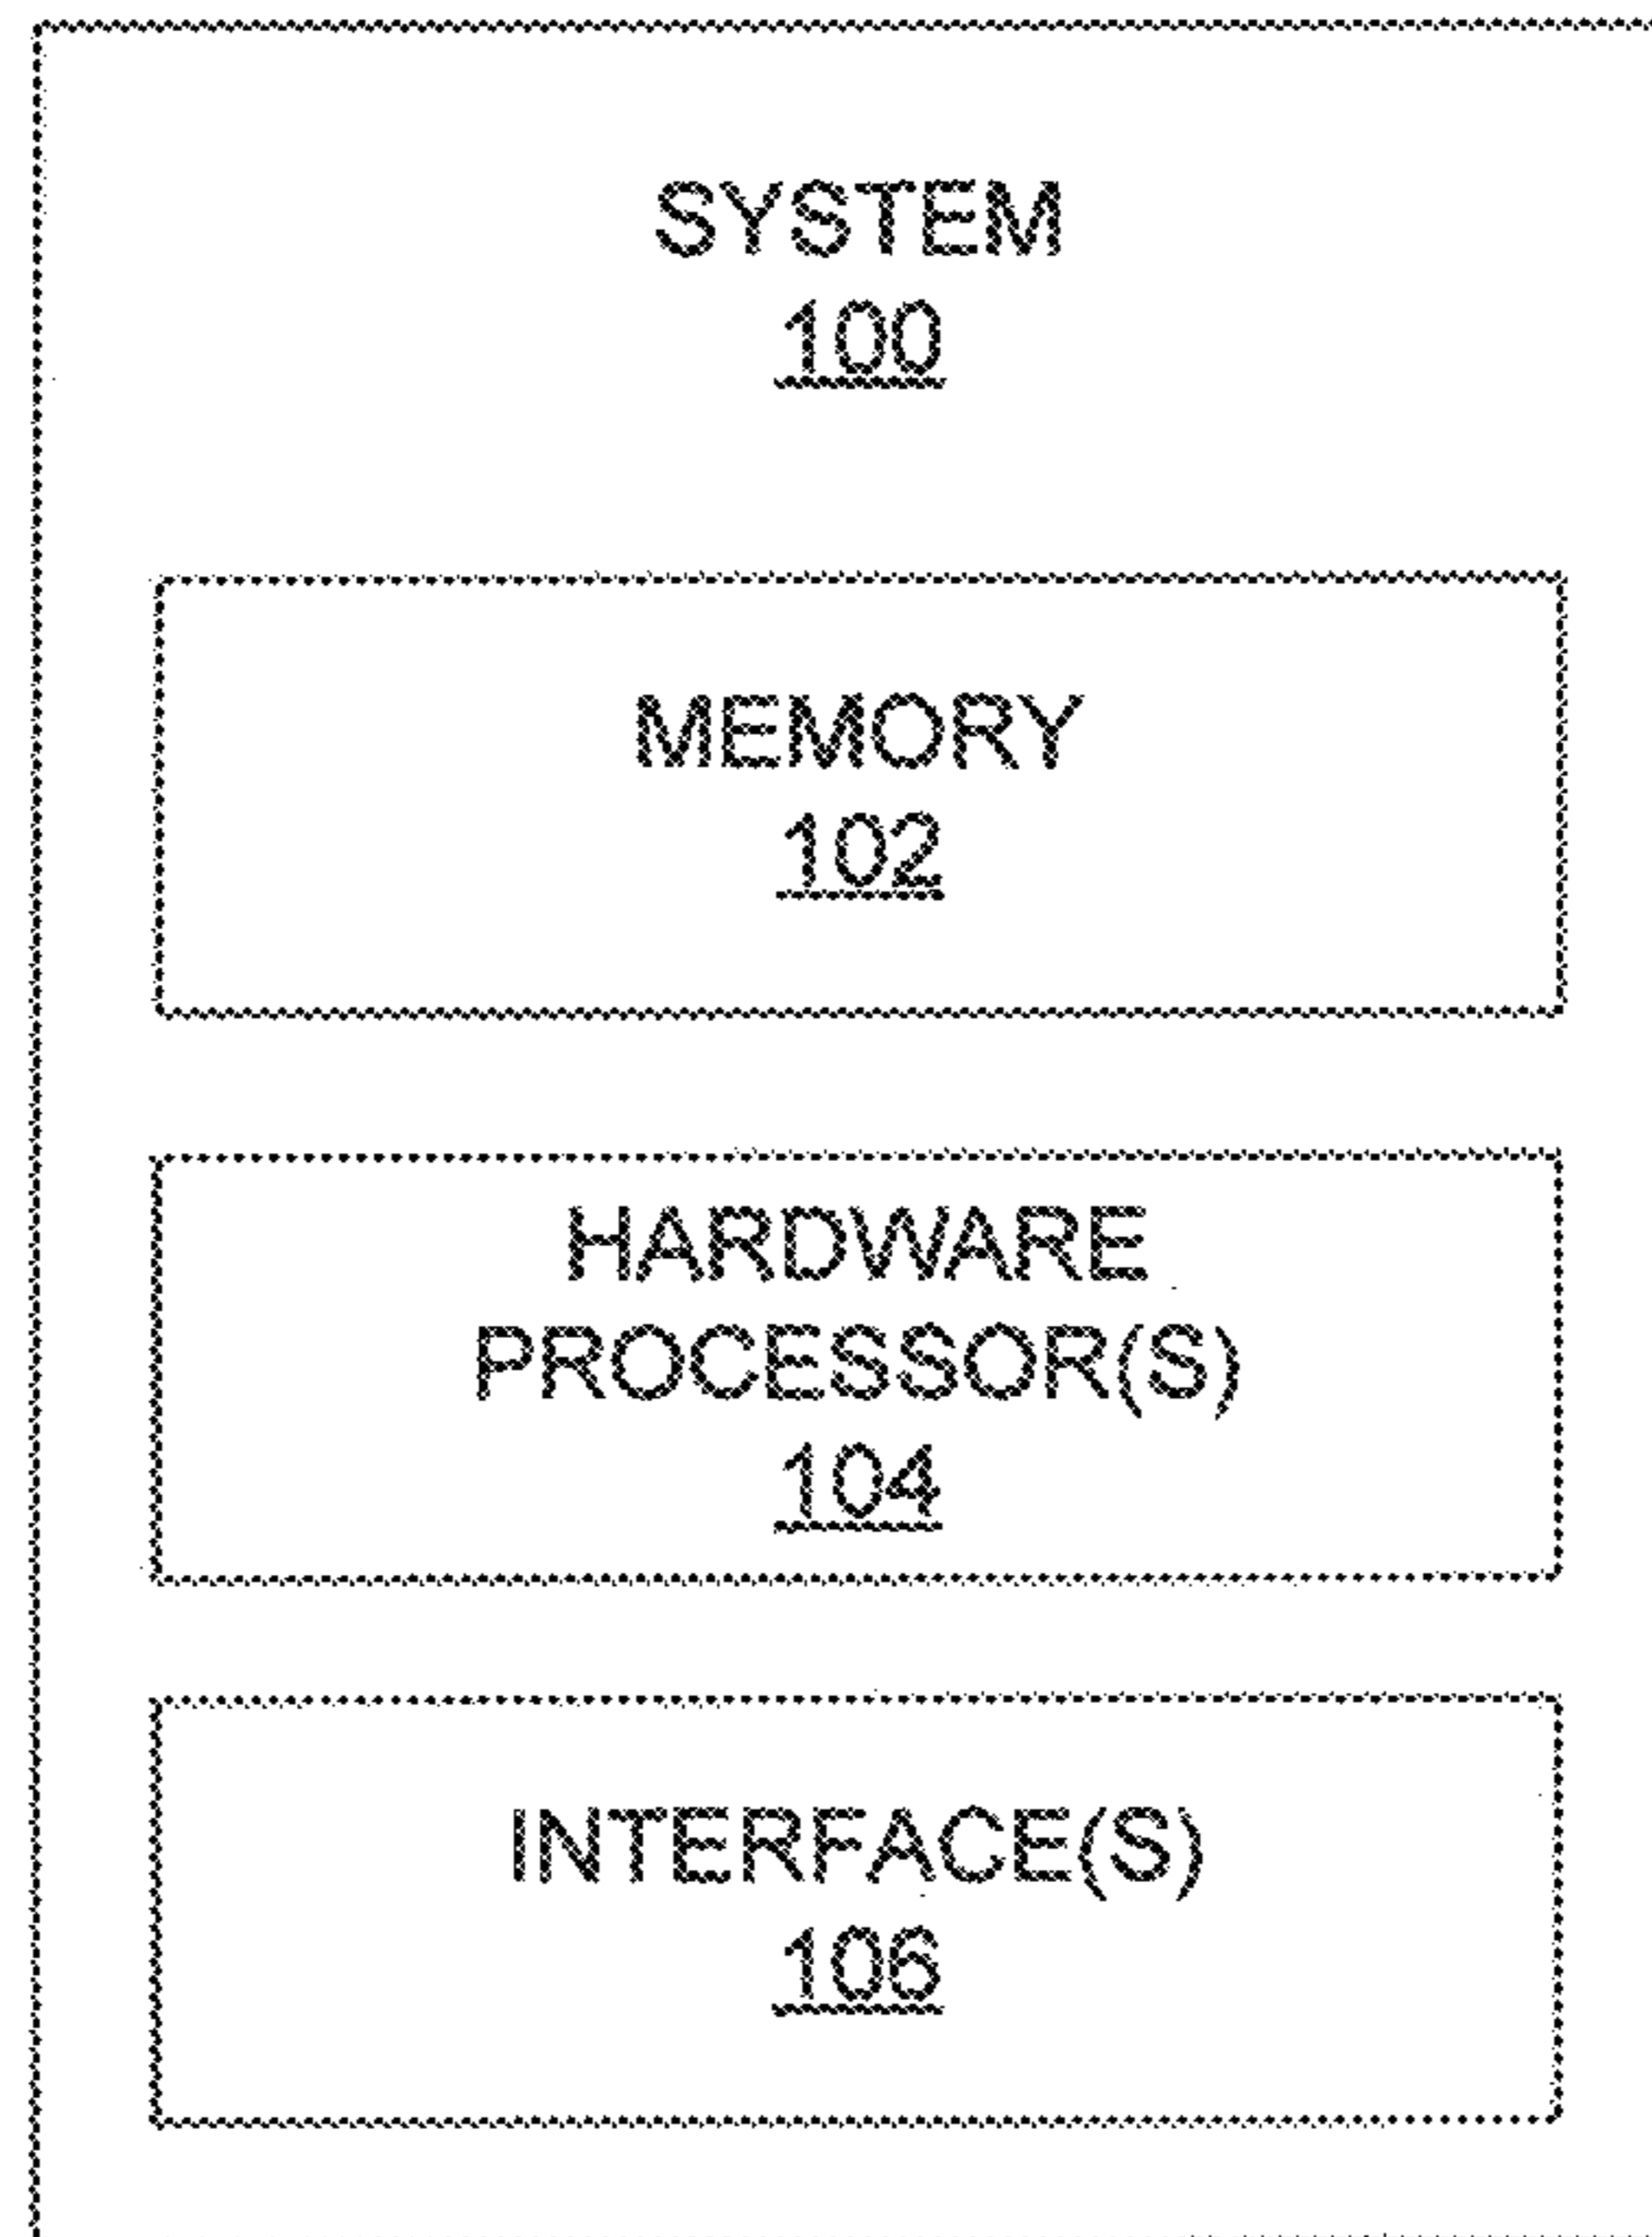 SYSTEM
100
MEMORY
102
HARDWARE
PROCESSOR(S)
104
INTERFACE(S)
106